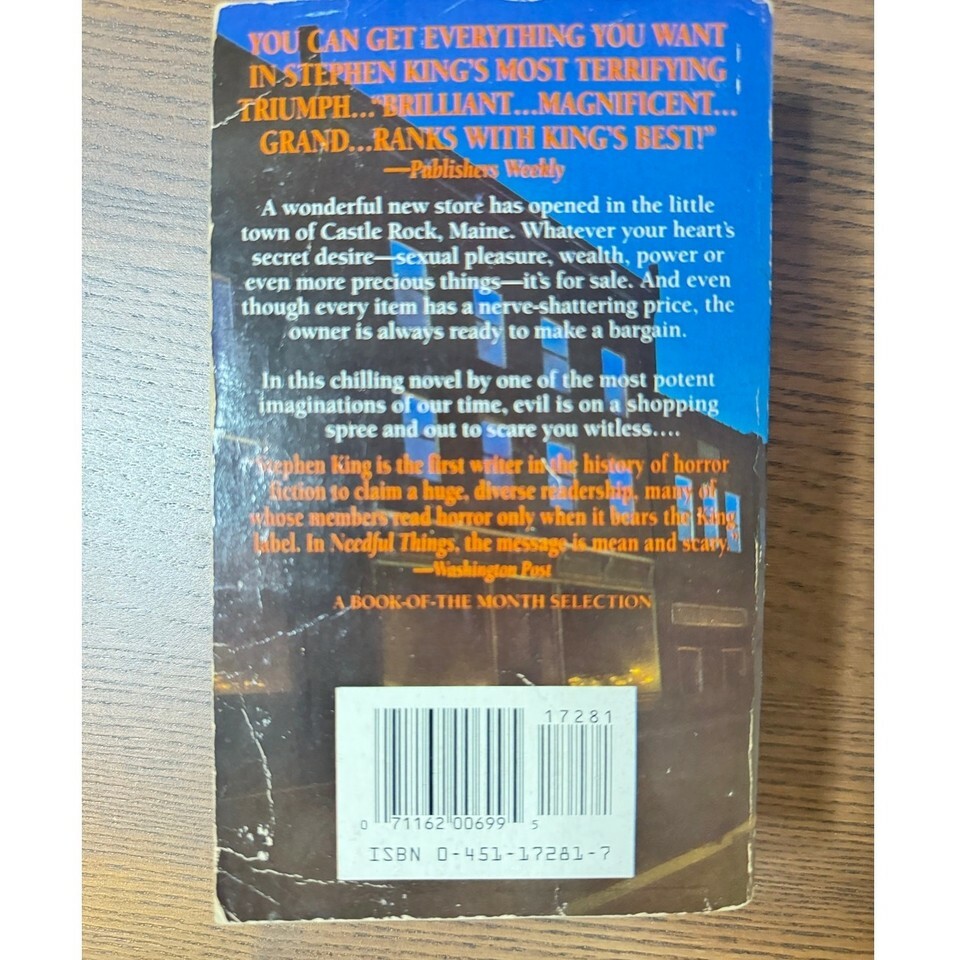 YOU CAN GET EVERYTHING YOU WANT
IN STEPHEN KING'S MOST TERRIFYING
TRIUMPH..."BRILLIANT...MAGNIFICENT...
GRAND...RANKS WITH KING'S BEST!"
—Publishers Weekly
A wonderful new store has opened in the little
town of Castle Rock, Maine. Whatever your heart's
secret desire—sexual pleasure, wealth, power or
even more precious things—it's for sale. And even
though every item has a nerve-shattering price, the
owner is always ready to make a bargain.
In this chilling novel by one of the most potent
imaginations of our time, evil is on a shopping
spree and out to scare you witless....
"Stephen King is the first writer in the history of horror
fiction to claim a huge, diverse readership, many of
whose members read horror only when it bears the King
label. In Needful Things, the message is mean and scary."
—Washington Post
A BOOK-OF-THE MONTH SELECTION
17281
0 71162 00699 5
ISBN 0-451-17281-7